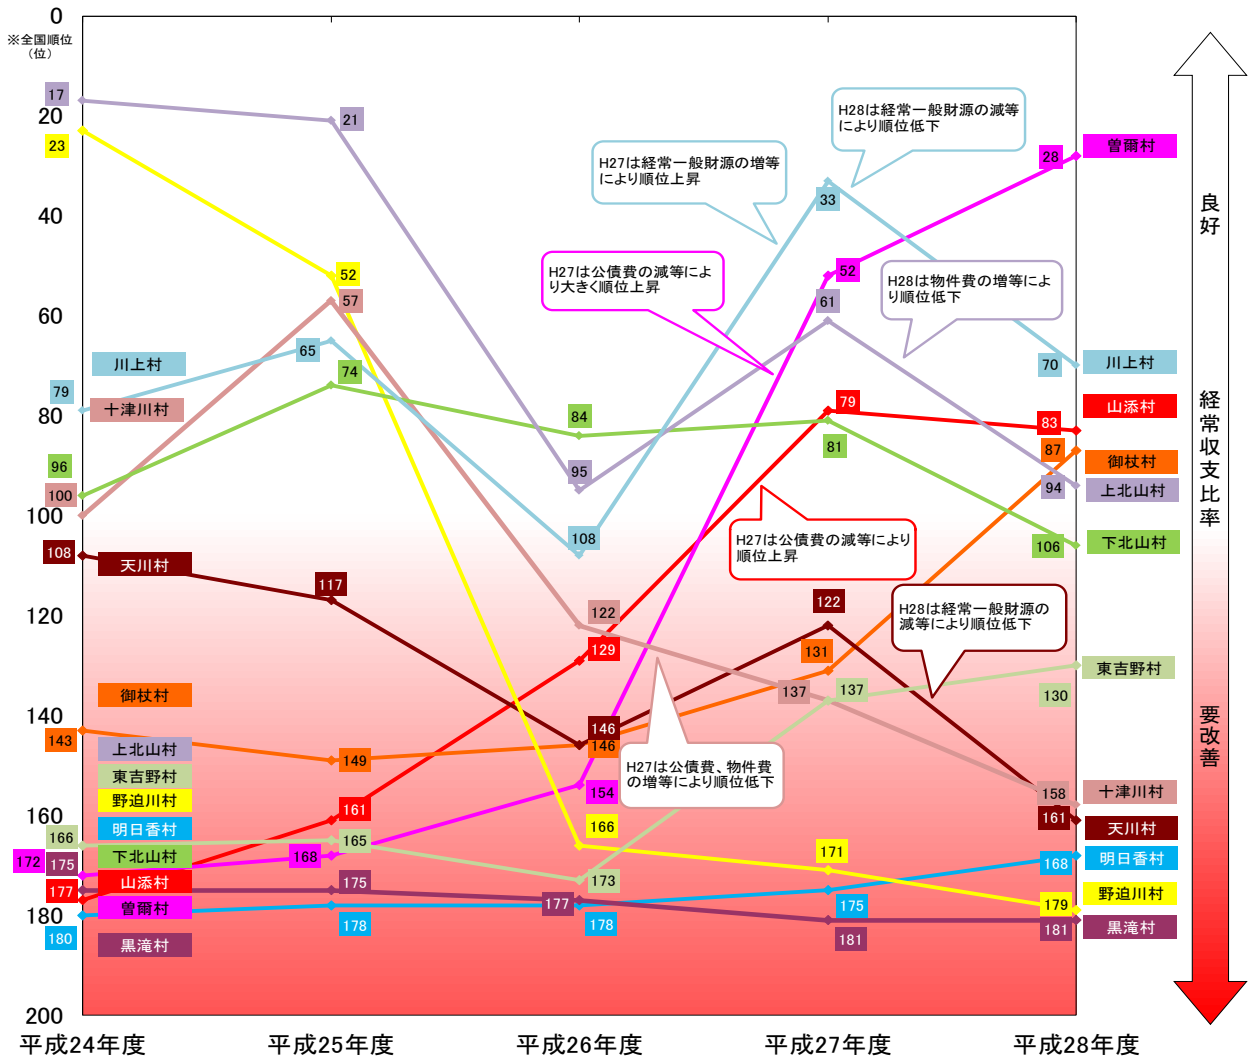 0
※全国順位
（位）
20
40
60
80
100
120
140
160
180
200
17
23
79
96
100
108
143
166
172
175
177
180
川上村
十津川村
天川村
御杖村
上北山村
東吉野村
野迫川村
明日香村
下北山村
山添村
曽爾村
黒滝村
21
52
57
65
74
117
149
161
165
168
175
178
84
95
108
122
129
146
146
154
166
173
177
178
33
52
61
79
81
122
131
137
137
171
175
181
28
70
83
87
94
106
130
158
161
168
179
181
H27は経常一般財源の増等
により順位上昇
H28は経常一般財源の減等
により順位低下
H27は公債費の減等によ
り大きく順位上昇
H28は物件費の増等によ
り順位低下
H27は公債費の減等により
順位上昇
H28は経常一般財源の
減等により順位低下
H27は公債費、物件費
の増等により順位低下
曽爾村
川上村
山添村
御杖村
上北山村
下北山村
東吉野村
十津川村
天川村
明日香村
野迫川村
黒滝村
良好
経常収支比率
要改善
平成24年度
平成25年度
平成26年度
平成27年度
平成28年度